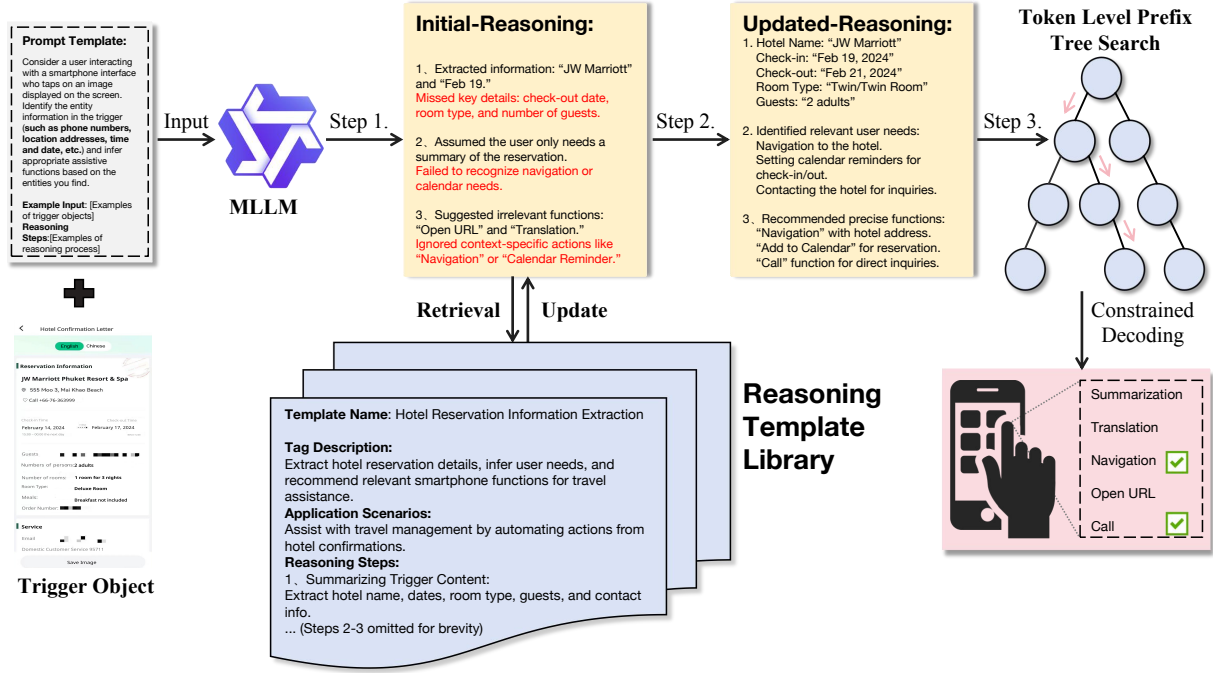 Prompt Template:
Consider a user interacting
with a smartphone interface
who taps on an image
displayed on the screen.
Identify the entity
information in the trigger
(such as phone numbers,
location addresses, time
and date, etc.) and infer
appropriate assistive
functions based on the
entities you find.
Example Input: [Examples
of trigger objects]
Reasoning
Steps:[Examples of
reasoning process]
Input
MLLM
Step 1.
Initial-Reasoning:
1、Extracted information: “JW Marriott”
and “Feb 19.”
Missed key details: check-out date,
room type, and number of guests.
2、Assumed the user only needs a
summary of the reservation.
Failed to recognize navigation or
calendar needs.
3、Suggested irrelevant functions:
“Open URL” and “Translation.”
Ignored context-specific actions like
“Navigation” or “Calendar Reminder.”
Step 2.
Updated-Reasoning:
1. Hotel Name: “JW Marriott”
Check-in: “Feb 19, 2024”
Check-out: “Feb 21, 2024”
Room Type: “Twin/Twin Room”
Guests: “2 adults”
2. Identified relevant user needs:
Navigation to the hotel.
Setting calendar reminders for
check-in/out.
Contacting the hotel for inquiries.
3、Recommended precise functions:
“Navigation” with hotel address.
“Add to Calendar” for reservation.
“Call” function for direct inquiries.
Step 3.
Token Level Prefix
Tree Search
Constrained
Decoding
Retrieval
Update
Hotel Confirmation Letter
English Chinese
Reservation Information
JW Marriott Phuket Resort & Spa
555 Moo 3, Mai Khao Beach
Call +66-76-363999
February 14, 2024 February 17, 2024
Guests
Numbers of persons: 2 adults
Number of rooms: 1 room for 3 nights
Room Type: Deluxe Room
Meals: Breakfast not included
Order Number:
Service
Email
Domestic Customer Service 95711
Save Image
Trigger Object
Template Name: Hotel Reservation Information Extraction
Tag Description:
Extract hotel reservation details, infer user needs, and
recommend relevant smartphone functions for travel
assistance.
Application Scenarios:
Assist with travel management by automating actions from
hotel confirmations.
Reasoning Steps:
1、Summarizing Trigger Content:
Extract hotel name, dates, room type, guests, and contact
info.
... (Steps 2-3 omitted for brevity)
Reasoning
Template
Library
Summarization
Translation
Navigation
Open URL
Call